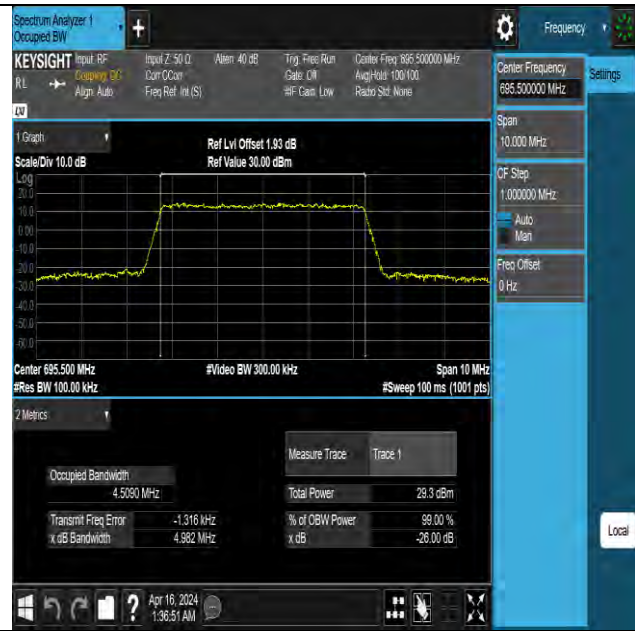 Spectrum Analyzer 1
Occupied BW
Frequency
KEYSIGHT
RL
Input: RF
Coupling: DC
Align: Auto
Input Z: 50 Ω
Corr CCorr
Freq Ref: Int (S)
Atten: 40 dB
Trig: Free Run
Gate: Off
#IF Gain: Low
Center Freq: 695.500000 MHz
Avg|Hold: 100/100
Radio Std: None
LXI
1 Graph
Scale/Div 10.0 dB
Ref Lvl Offset 1.93 dB
Ref Value 30.00 dBm
Log
20.0
10.0
0.00
-10.0
-20.0
-30.0
-40.0
-50.0
-60.0
Center 695.500 MHz
#Res BW 100.00 kHz
#Video BW 300.00 kHz
Span 10 MHz
#Sweep 100 ms (1001 pts)
2 Metrics
Measure Trace
Trace 1
Occupied Bandwidth
4.5090 MHz
Total Power
29.3 dBm
Transmit Freq Error
-1.316 kHz
% of OBW Power
99.00 %
x dB Bandwidth
4.982 MHz
x dB
-26.00 dB
Center Frequency
695.500000 MHz
Settings
Span
10.000 MHz
CF Step
1.000000 MHz
Auto
Man
Freq Offset
0 Hz
Local
?
Apr 16, 2024
1:36:51 AM